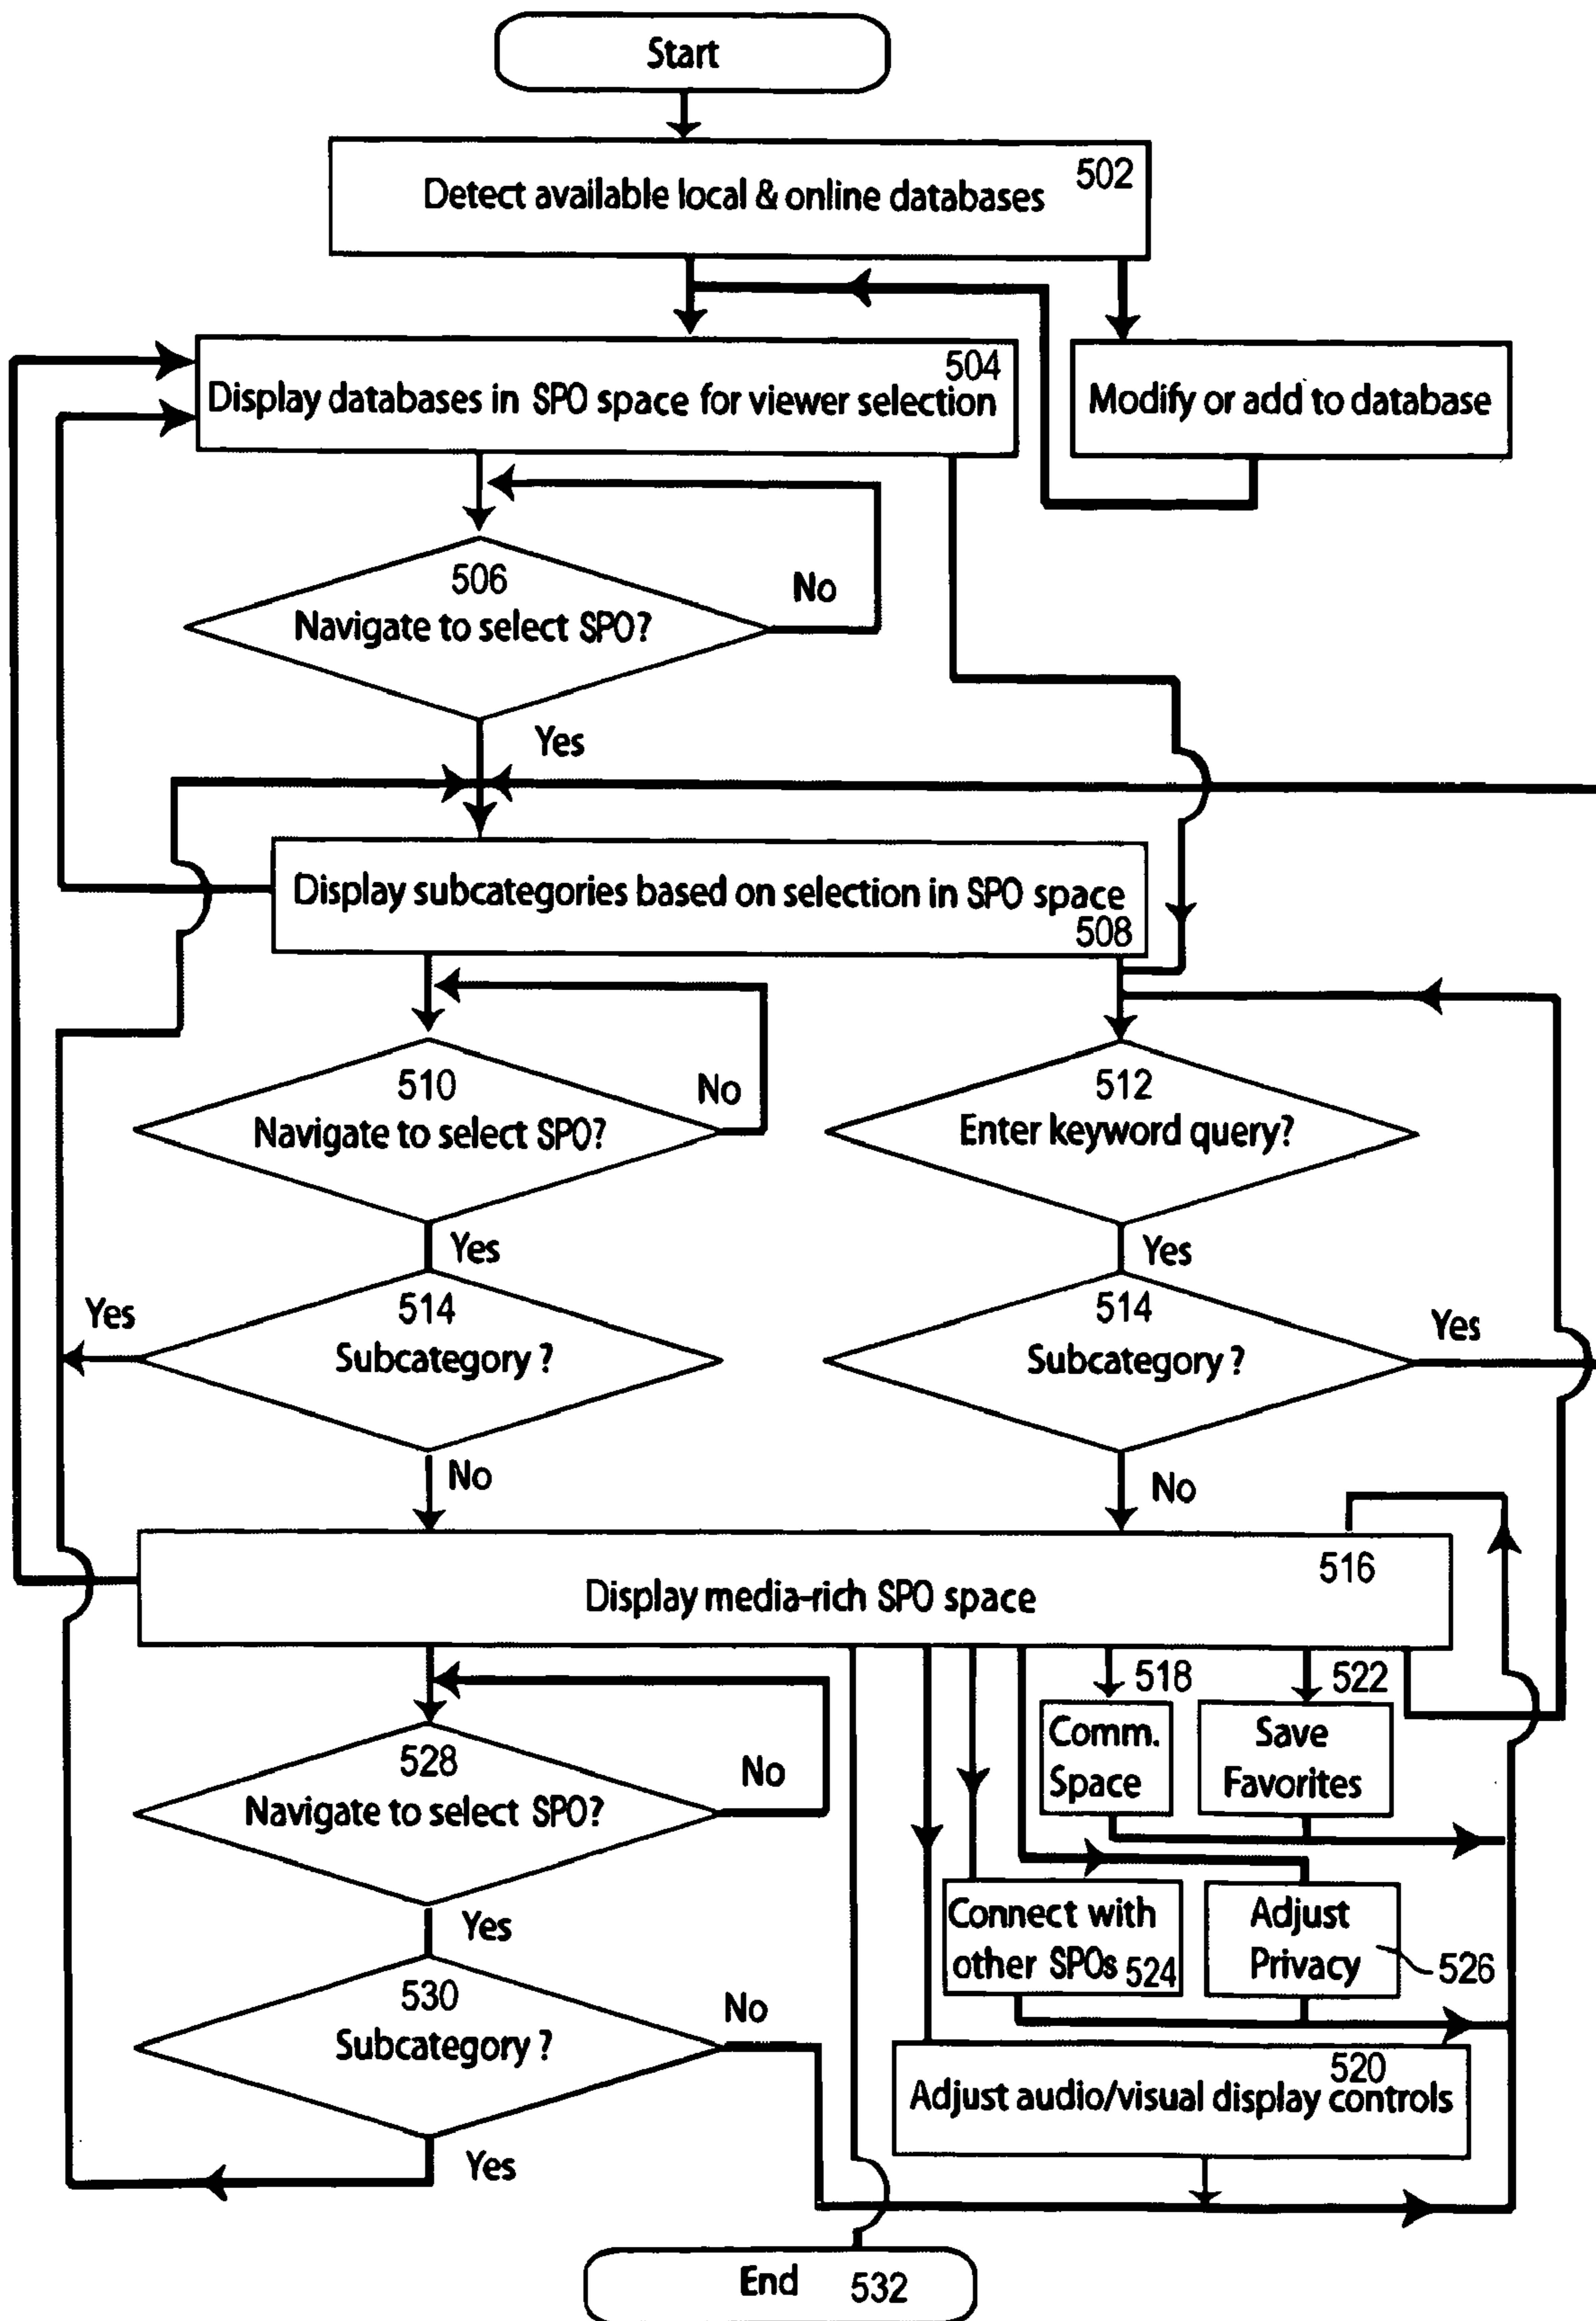 Start
502
Detect available local & online databases
504
Display databases in SPO space for viewer selection
Modify or add to database
506
Navigate to select SPO?
No
Yes
Display subcategories based on selection in SPO space
508
510
Navigate to select SPO?
No
Yes
512
Enter keyword query?
Yes
514
Subcategory ?
Yes
No
514
Subcategory ?
Yes
No
516
Display media-rich SPO space
518
Comm.
Space
522
Save
Favorites
528
Navigate to select SPO?
No
Yes
Connect with
other SPOs 524
Adjust
Privacy
526
530
Subcategory ?
No
Yes
520
Adjust audio/visual display controls
End 532